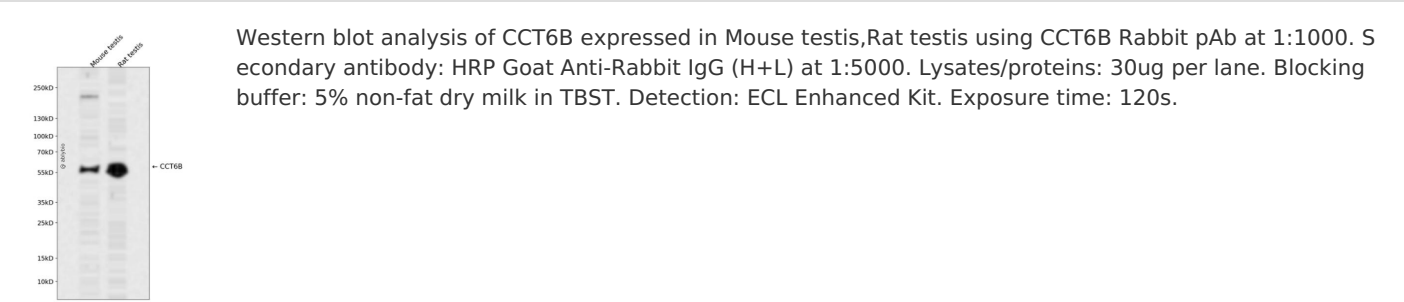 Mouse testis
Rat testis
Western blot analysis of CCT6B expressed in Mouse testis,Rat testis using CCT6B Rabbit pAb at 1:1000. S
econdary antibody: HRP Goat Anti-Rabbit IgG (H+L) at 1:5000. Lysates/proteins: 30ug per lane. Blocking
buffer: 5% non-fat dry milk in TBST. Detection: ECL Enhanced Kit. Exposure time: 120s.
250kD
130kD
100kD
70kD
55kD
35kD
25kD
15kD
10kD
@ abybio
← CCT6B